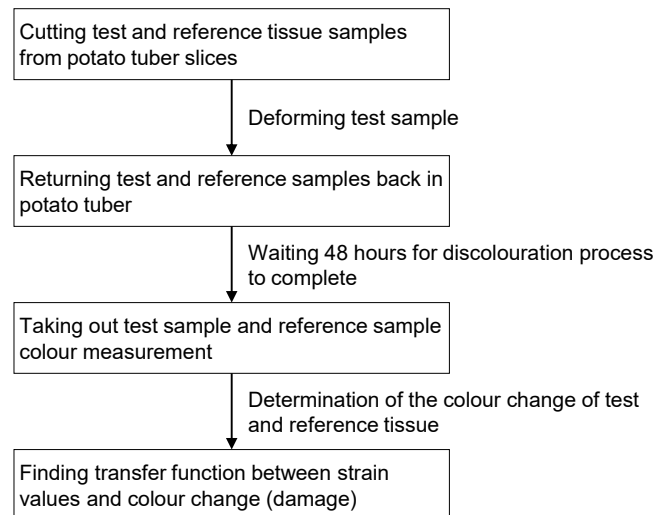 Cutting test and reference tissue samples
from potato tuber slices
Deforming test sample
Returning test and reference samples back in
potato tuber
Waiting 48 hours for discolouration process
to complete
Taking out test sample and reference sample
colour measurement
Determination of the colour change of test
and reference tissue
Finding transfer function between strain
values and colour change (damage)